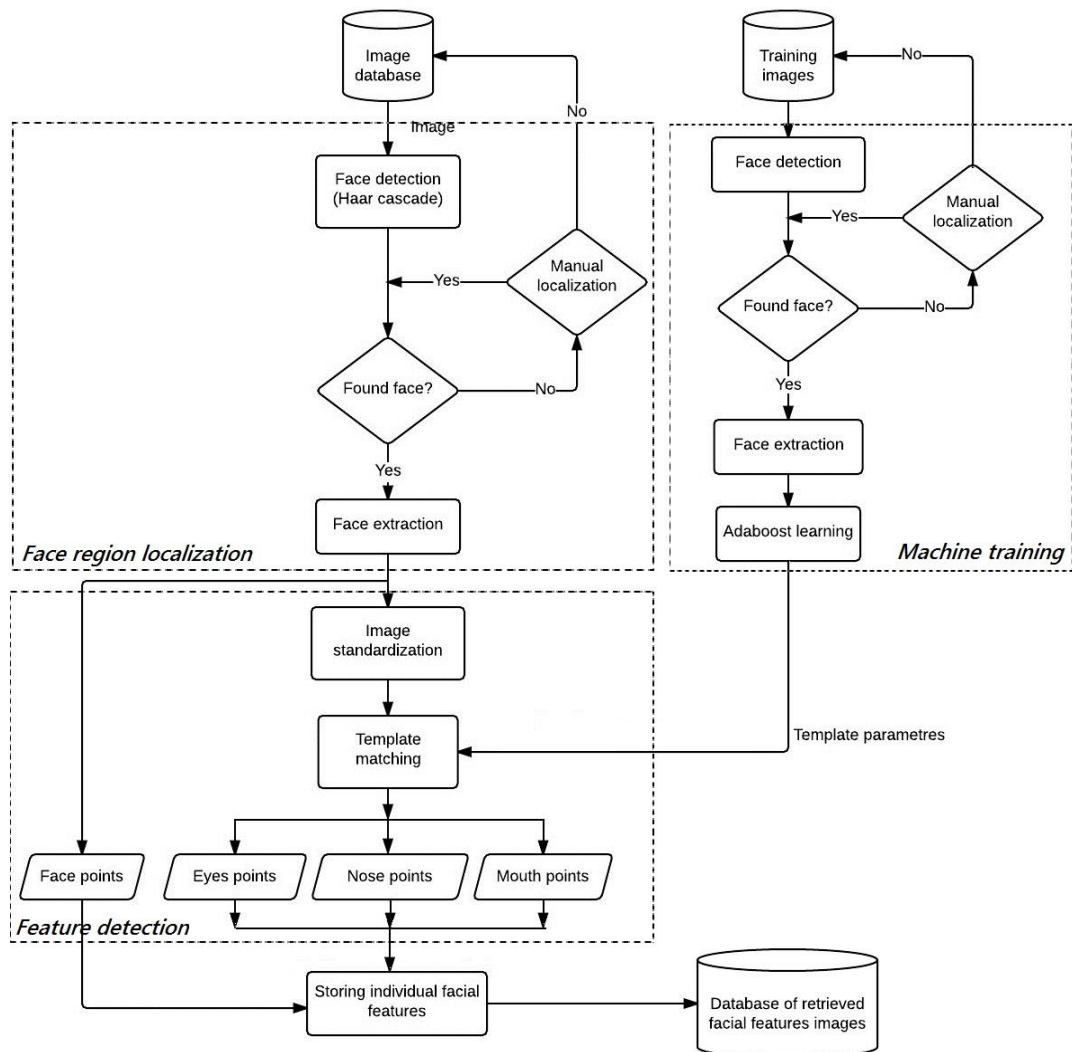 Image
database
Training
images
No
No
Image
Face detection
(Haar cascade)
Face detection
Manual
localization
Yes
Manual
localization
Yes
Found face?
No
Found face?
No
Yes
Yes
Face extraction
Face extraction
Face region localization
Adaboost learning
Machine training
Image
standardization
Template
matching
Template parametres
Face points
Eyes points
Nose points
Mouth points
Feature detection
Storing individual facial
features
Database of retrieved
facial features images